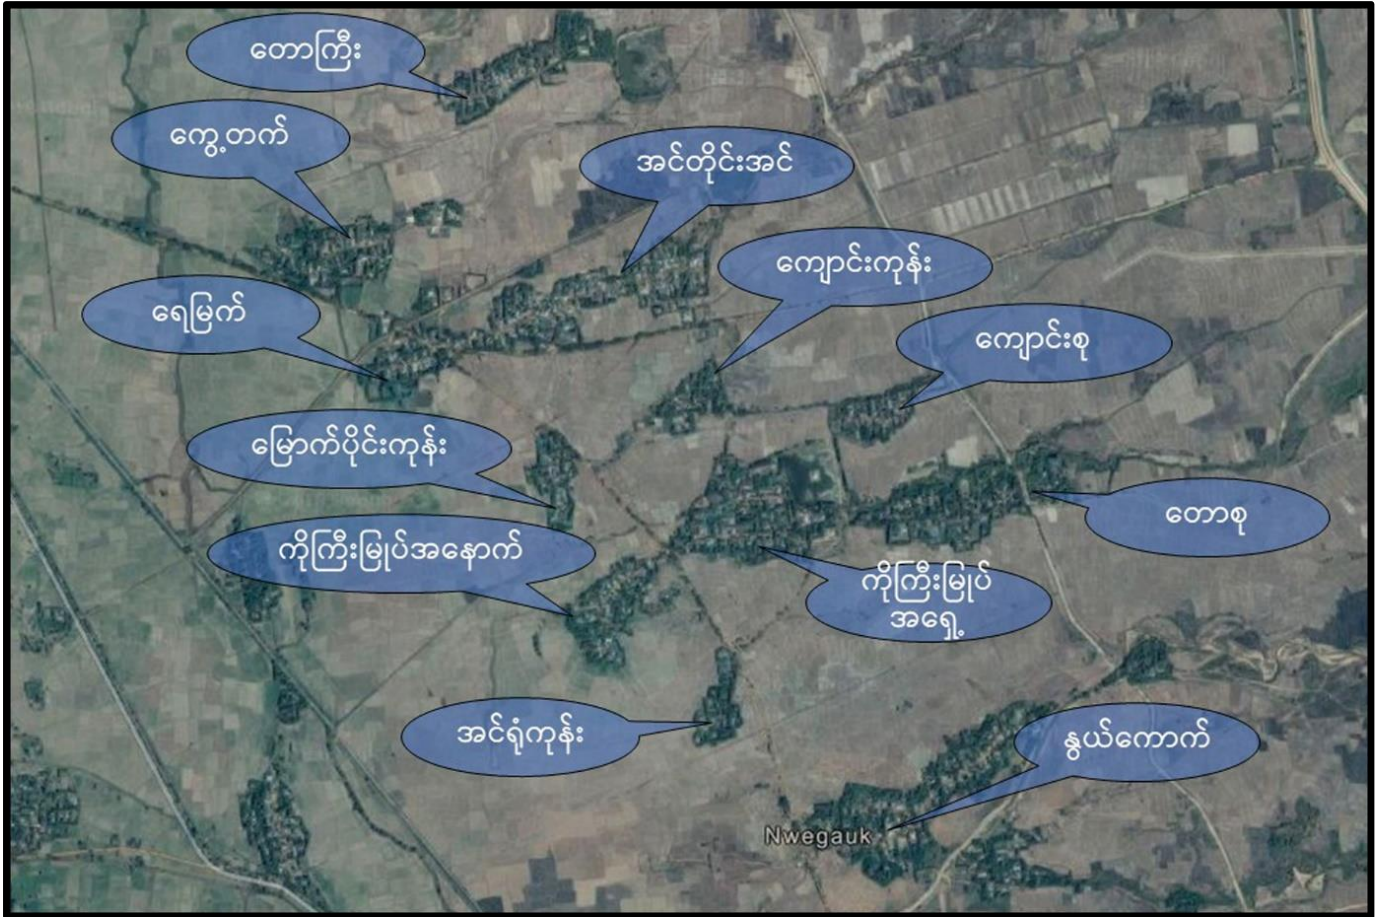 တောကြီး
ကွေ့တက်
အင်တိုင်းအင်
ကျောင်းကုန်း
ရေမြက်
ကျောင်းစု
မြောက်ပိုင်းကုန်း
တောစု
ကိုကြီးမြုပ်အနောက်
ကိုကြီးမြုပ်
အရှေ့
အင်ရုံကုန်း
နွယ်ကောက်
Nwegauk